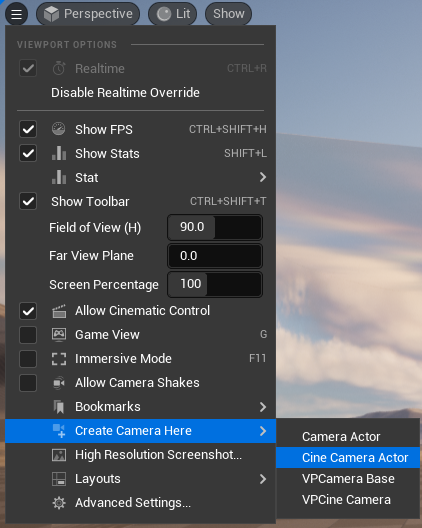 Perspective Lit Show
VIEWPORT OPTIONS
Realtime CTRL+R
Disable Realtime Override
Show FPS CTRL+SHIFT+H
Show Stats SHIFT+L
Stat
Show Toolbar CTRL+SHIFT+T
Field of View (H) 90.0
Far View Plane 0.0
Screen Percentage 100
Allow Cinematic Control
Game View G
Immersive Mode F11
Allow Camera Shakes
Bookmarks
Create Camera Here
High Resolution Screenshot...
Layouts
Advanced Settings...
Camera Actor
Cine Camera Actor
VPCamera Base
VPCine Camera